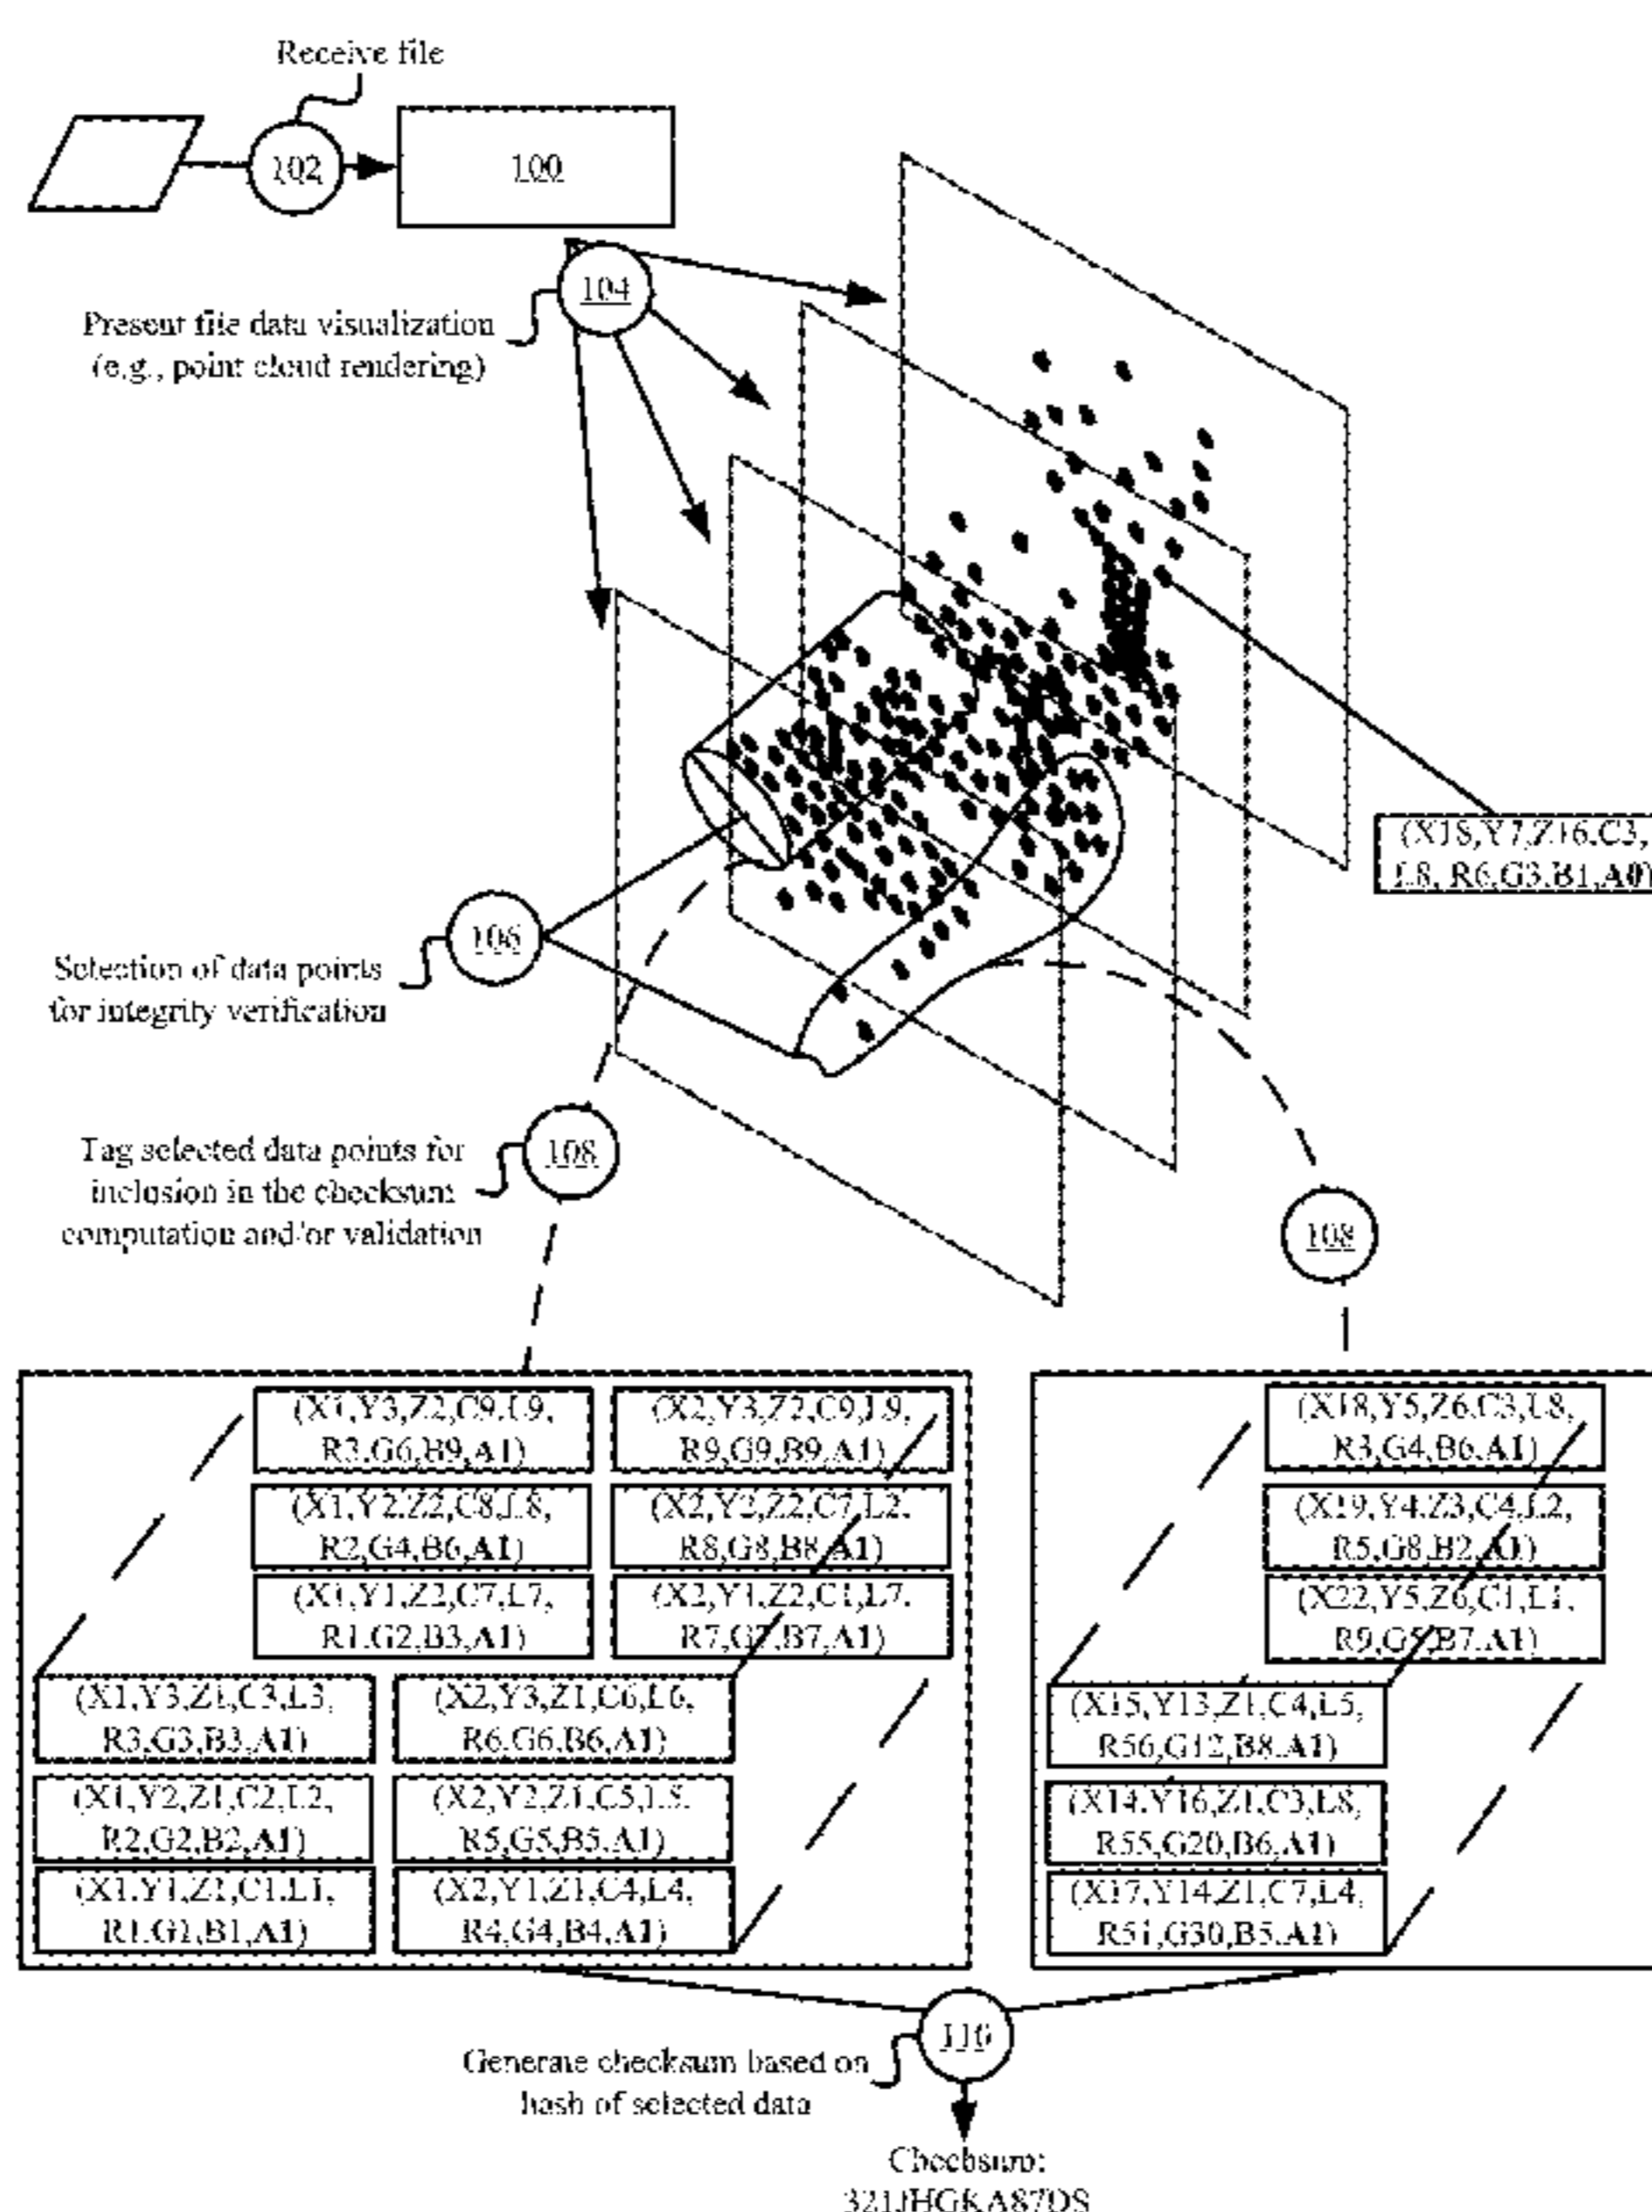 Receive file
102
100
104
Present file data visualization
(e.g., point cloud rendering)
(X18,Y7,Z16,C3,
L8, R6,G3,B1,A0)
106
Selection of data points
for integrity verification
108
Tag selected data points for
inclusion in the checksum
computation and/or validation
108
(X1,Y3,Z2,C9,L9,
R3,G6,B9,A1)
(X2,Y3,Z2,C9,L9,
R9,G9,B9,A1)
(X1,Y2,Z2,C8,L8,
R2,G4,B6,A1)
(X2,Y2,Z2,C7,L2,
R8,G8,B8,A1)
(X1,Y1,Z2,C7,L7,
R1,G2,B3,A1)
(X2,Y1,Z2,C1,L7,
R7,G7,B7,A1)
(X1,Y3,Z1,C3,L3,
R3,G3,B3,A1)
(X2,Y3,Z1,C6,L6,
R6,G6,B6,A1)
(X1,Y2,Z1,C2,L2,
R2,G2,B2,A1)
(X2,Y2,Z1,C5,L5,
R5,G5,B5,A1)
(X1,Y1,Z1,C1,L1,
R1,G1,B1,A1)
(X2,Y1,Z1,C4,L4,
R4,G4,B4,A1)
(X18,Y5,Z6,C3,L8,
R3,G4,B6,A1)
(X19,Y4,Z3,C4,L2,
R5,G8,B2,A1)
(X22,Y5,Z6,C1,L1,
R9,G5,B7,A1)
(X15,Y13,Z1,C4,L5,
R56,G12,B8,A1)
(X14,Y16,Z1,C3,L8,
R55,G20,B6,A1)
(X17,Y14,Z1,C7,L4,
R51,G30,B5,A1)
110
Generate checksum based on
hash of selected data
Checksum:
321JHGKA87DS